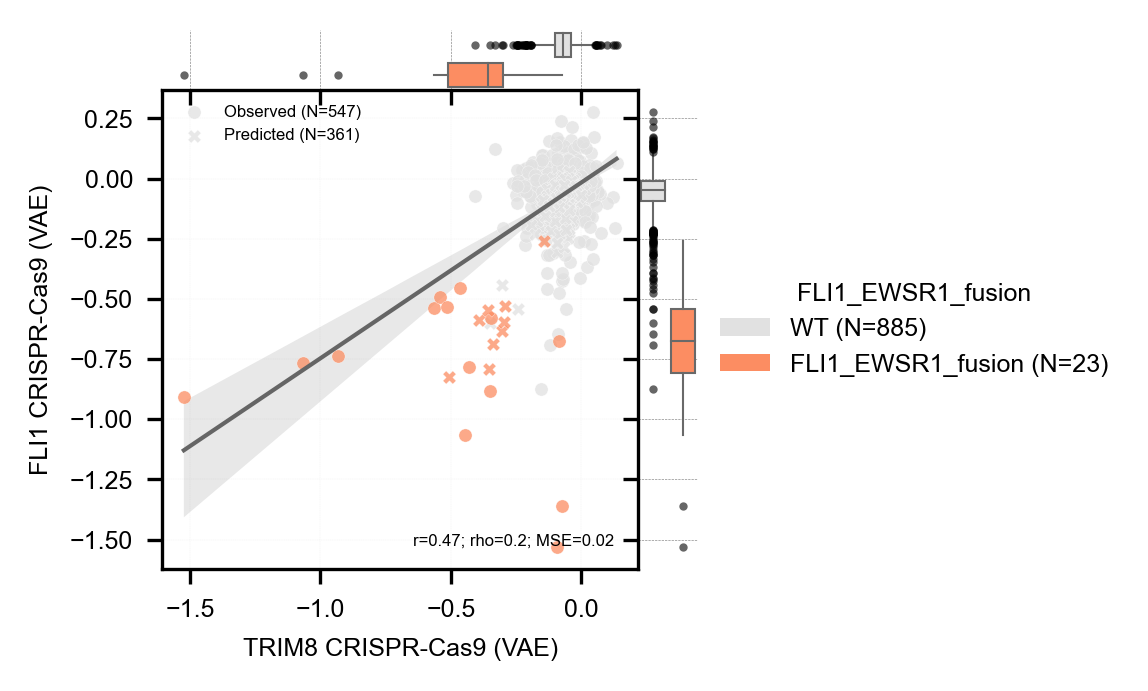 Observed (N=547)
Predicted (N=361)
0.25
0.00
−0.25
−0.50
−0.75
−1.00
−1.25
−1.50
FLI1 CRISPR-Cas9 (VAE)
r=0.47; rho=0.2; MSE=0.02
−1.5 −1.0 −0.5 0.0
TRIM8 CRISPR-Cas9 (VAE)
FLI1_EWSR1_fusion
WT (N=885)
FLI1_EWSR1_fusion (N=23)